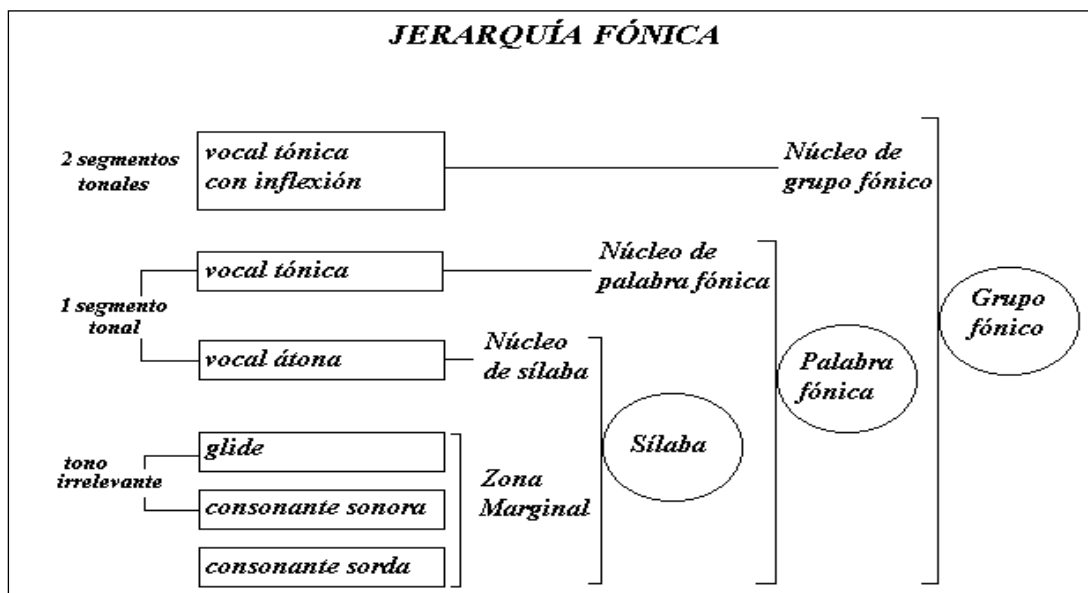 JERARQUÍA FÓNICA
2 segmentos
tonales
vocal tónica
con inflexión
Núcleo de
grupo fónico
1 segmento
tonal
vocal tónica
Núcleo de
palabra fónica
vocal átona
Núcleo
de sílaba
tono
irrelevante
glide
consonante sonora
consonante sorda
Zona
Marginal
Sílaba
Palabra
fónica
Grupo
fónico